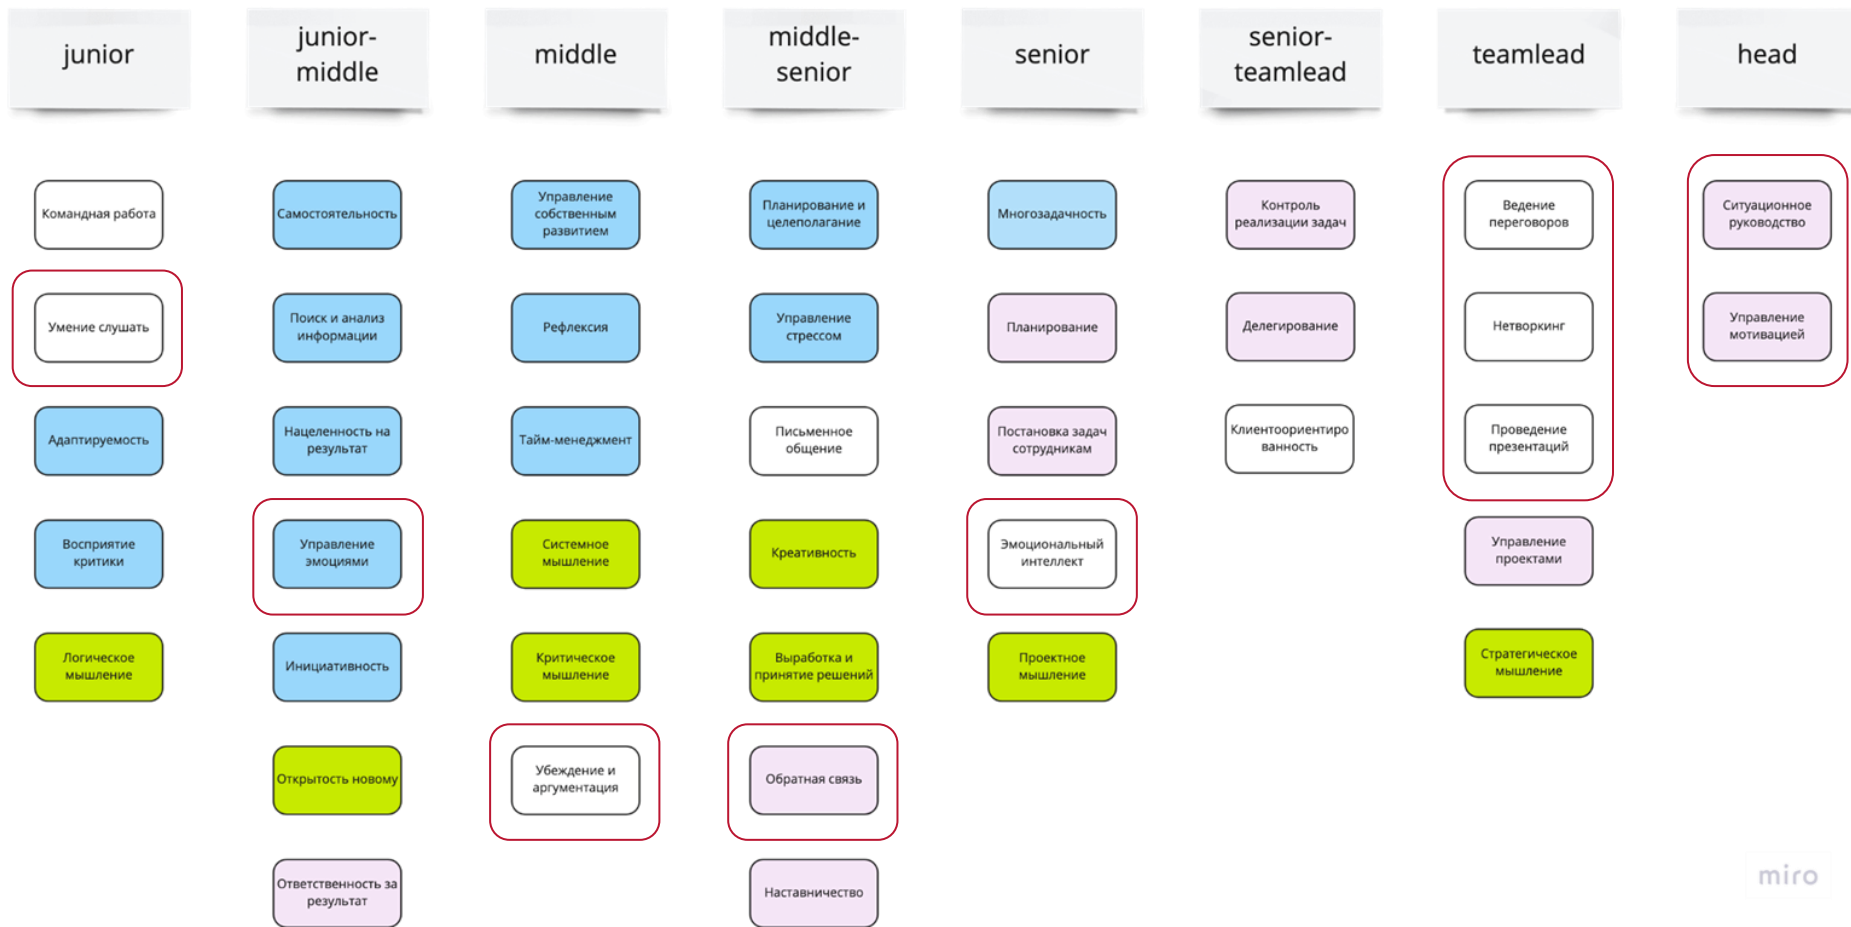 junior
junior-
middle
middle
middle-
senior
senior
senior-
teamlead
teamlead
head
Командная работа
Умение слушать
Адаптируемость
Восприятие
критики
Логическое
мышление
Самостоятельность
Поиск и анализ
информации
Нацеленность на
результат
Управление
эмоциями
Инициативность
Открытость новому
Ответственность за
результат
Управление
собственным
развитием
Рефлексия
Тайм-менеджмент
Системное
мышление
Критическое
мышление
Убеждение и
аргументация
Планирование и
целеполагание
Управление
стрессом
Письменное
общение
Креативность
Выработка и
принятие решений
Обратная связь
Наставничество
Многозадачность
Планирование
Постановка задач
сотрудникам
Эмоциональный
интеллект
Проектное
мышление
Контроль
реализации задач
Делегирование
Клиентоориентиро
ванность
Ведение
переговоров
Нетворкинг
Проведение
презентаций
Управление
проектами
Стратегическое
мышление
Ситуационное
руководство
Управление
мотивацией
miro